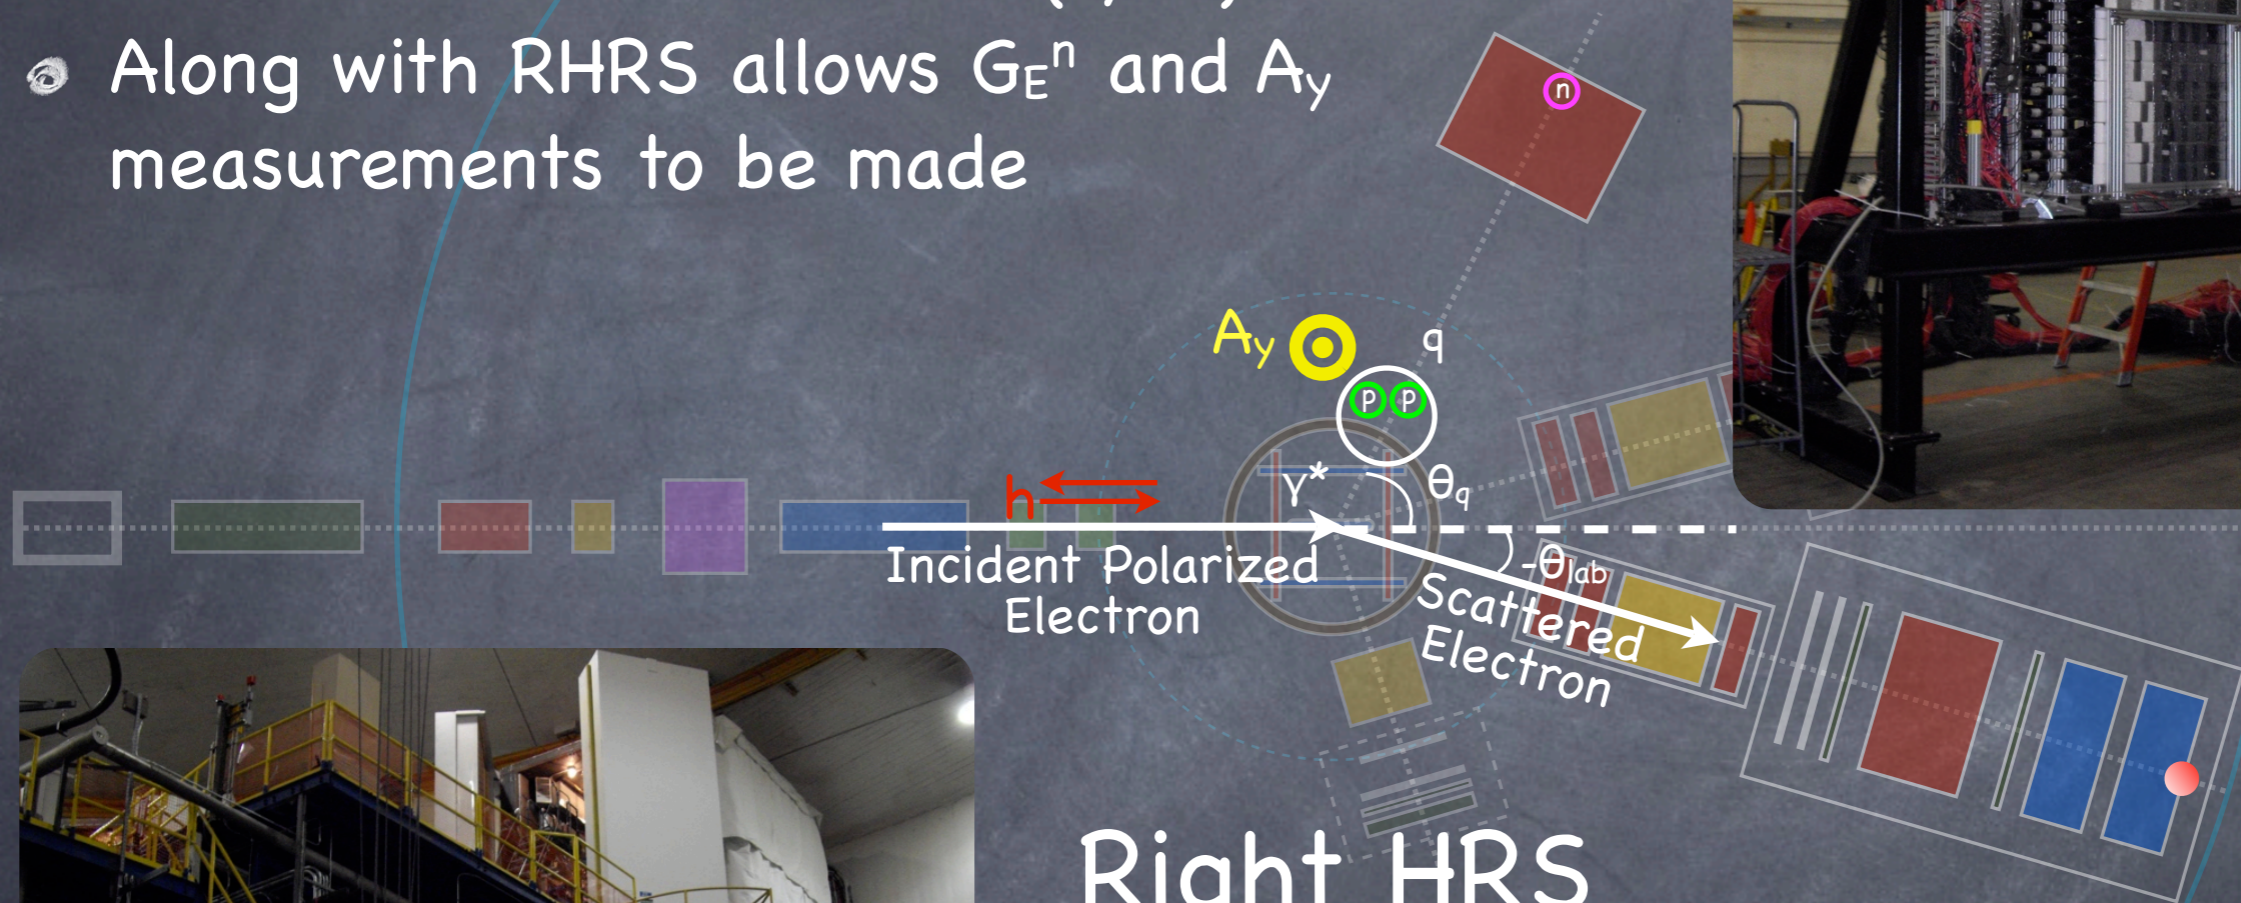 Along with RHRS allows GEⁿ and Ay
measurements to be made
n
Ay
q
p p
γ*
θq
h
-θlab
Incident Polarized
Electron
Scattered
Electron
Right HRS